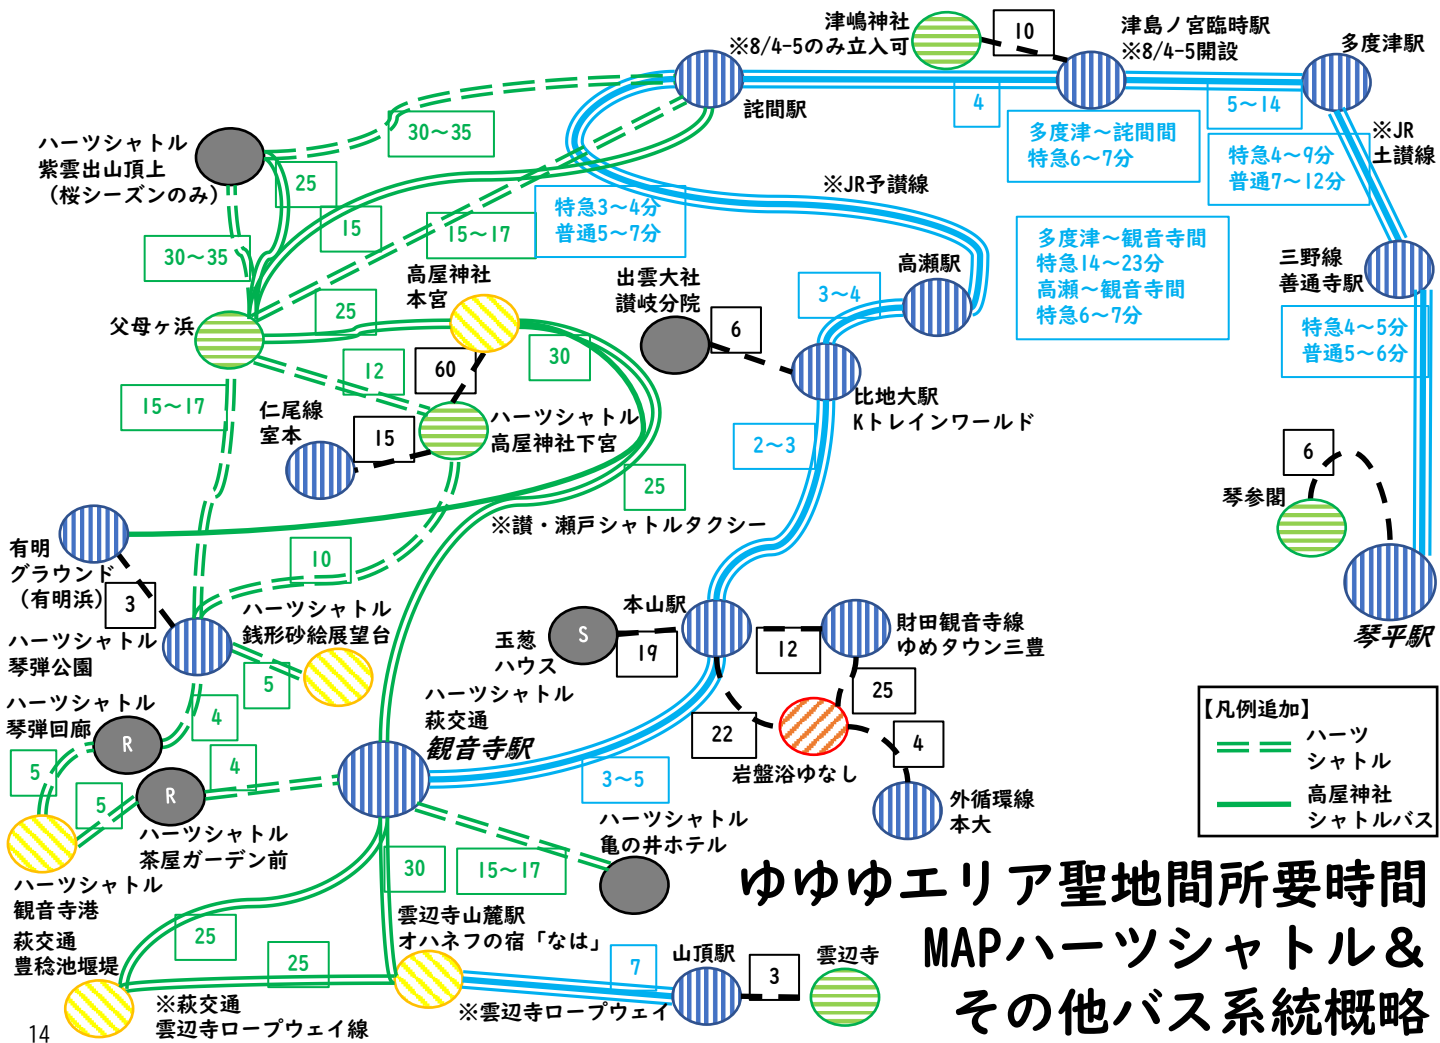 津嶋神社
※8/4-5のみ立入可
10
津島ノ宮臨時駅
※8/4-5開設
多度津駅
詫間駅
4
5～14
多度津～詫間間
特急6～7分
特急4～9分
普通7～12分
※JR
土讃線
ハーツシャトル
紫雲出山頂上
（桜シーズンのみ）
30～35
25
15
30～35
15～17
特急3～4分
普通5～7分
※JR予讃線
多度津～観音寺間
特急14～23分
高瀬～観音寺間
特急6～7分
三野線
善通寺駅
特急4～5分
普通5～6分
高屋神社
本宮
出雲大社
讃岐分院
高瀬駅
3～4
6
父母ヶ浜
25
30
12
60
比地大駅
Kトレインワールド
15～17
仁尾線
室本
15
ハーツシャトル
高屋神社下宮
2～3
6
琴参閣
25
※讃・瀬戸シャトルタクシー
有明
グラウンド
（有明浜）
10
3
ハーツシャトル
銭形砂絵展望台
ハーツシャトル
琴弾公園
5
玉葱
ハウス
S
本山駅
19
12
財田観音寺線
ゆめタウン三豊
琴平駅
25
22
4
岩盤浴ゆなし
外循環線
本大
ハーツシャトル
琴弾回廊
R
4
5
5
R
4
ハーツシャトル
萩交通
観音寺駅
3～5
ハーツシャトル
茶屋ガーデン前
ハーツシャトル
観音寺港
ハーツシャトル
亀の井ホテル
30
15～17
萩交通
豊稔池堰堤
25
25
雲辺寺山麓駅
オハネフの宿「なは」
※萩交通
雲辺寺ロープウェイ線
7
※雲辺寺ロープウェイ
山頂駅
3
雲辺寺
【凡例追加】
ハーツ
シャトル
高屋神社
シャトルバス
ゆゆゆエリア聖地間所要時間
MAPハーツシャトル＆
その他バス系統概略
14